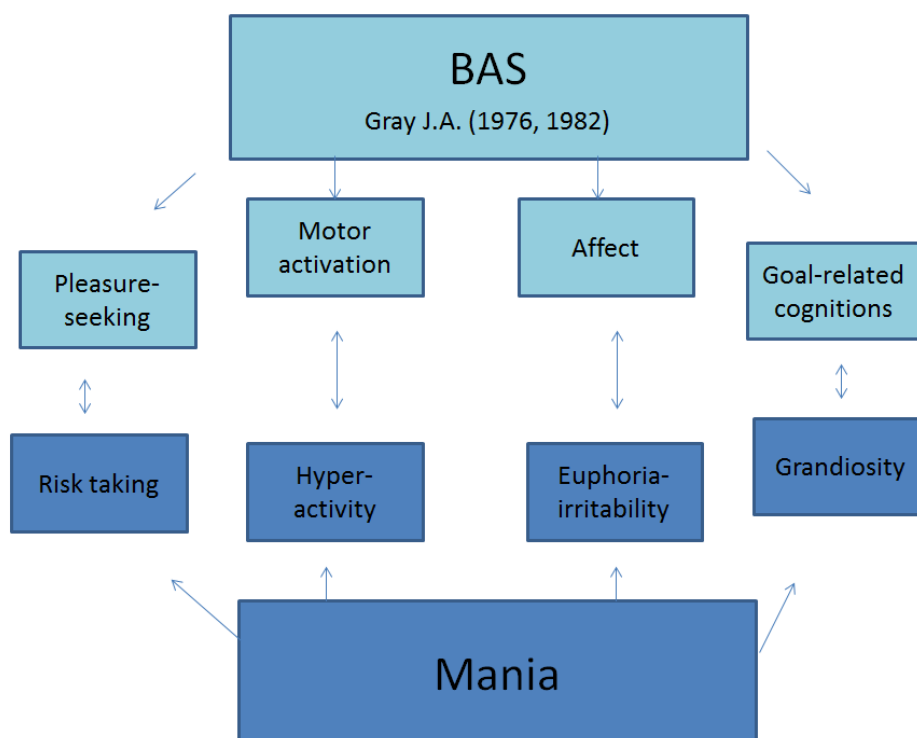 BAS
Gray J.A. (1976, 1982)
Motor
activation
Affect
Pleasure-
seeking
Goal-related
cognitions
Risk taking
Hyper-
activity
Euphoria-
irritability
Grandiosity
Mania